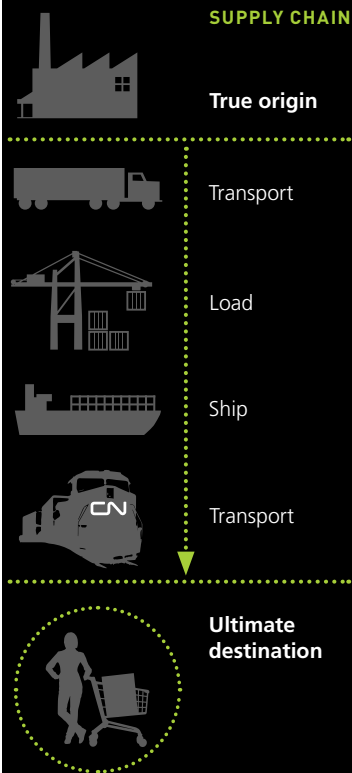 SUPPLY CHAIN
True origin
Transport
Load
Ship
CN
Transport
Ultimate
destination